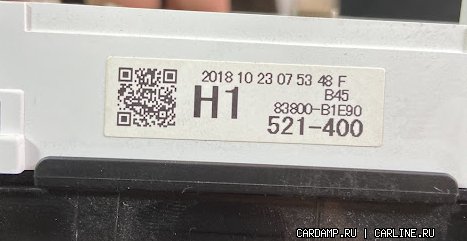 2018 10 23 07 53 48 F
B45
H1
83800-B1E90
521-400
CARDAMP.RU | CARLINE.RU